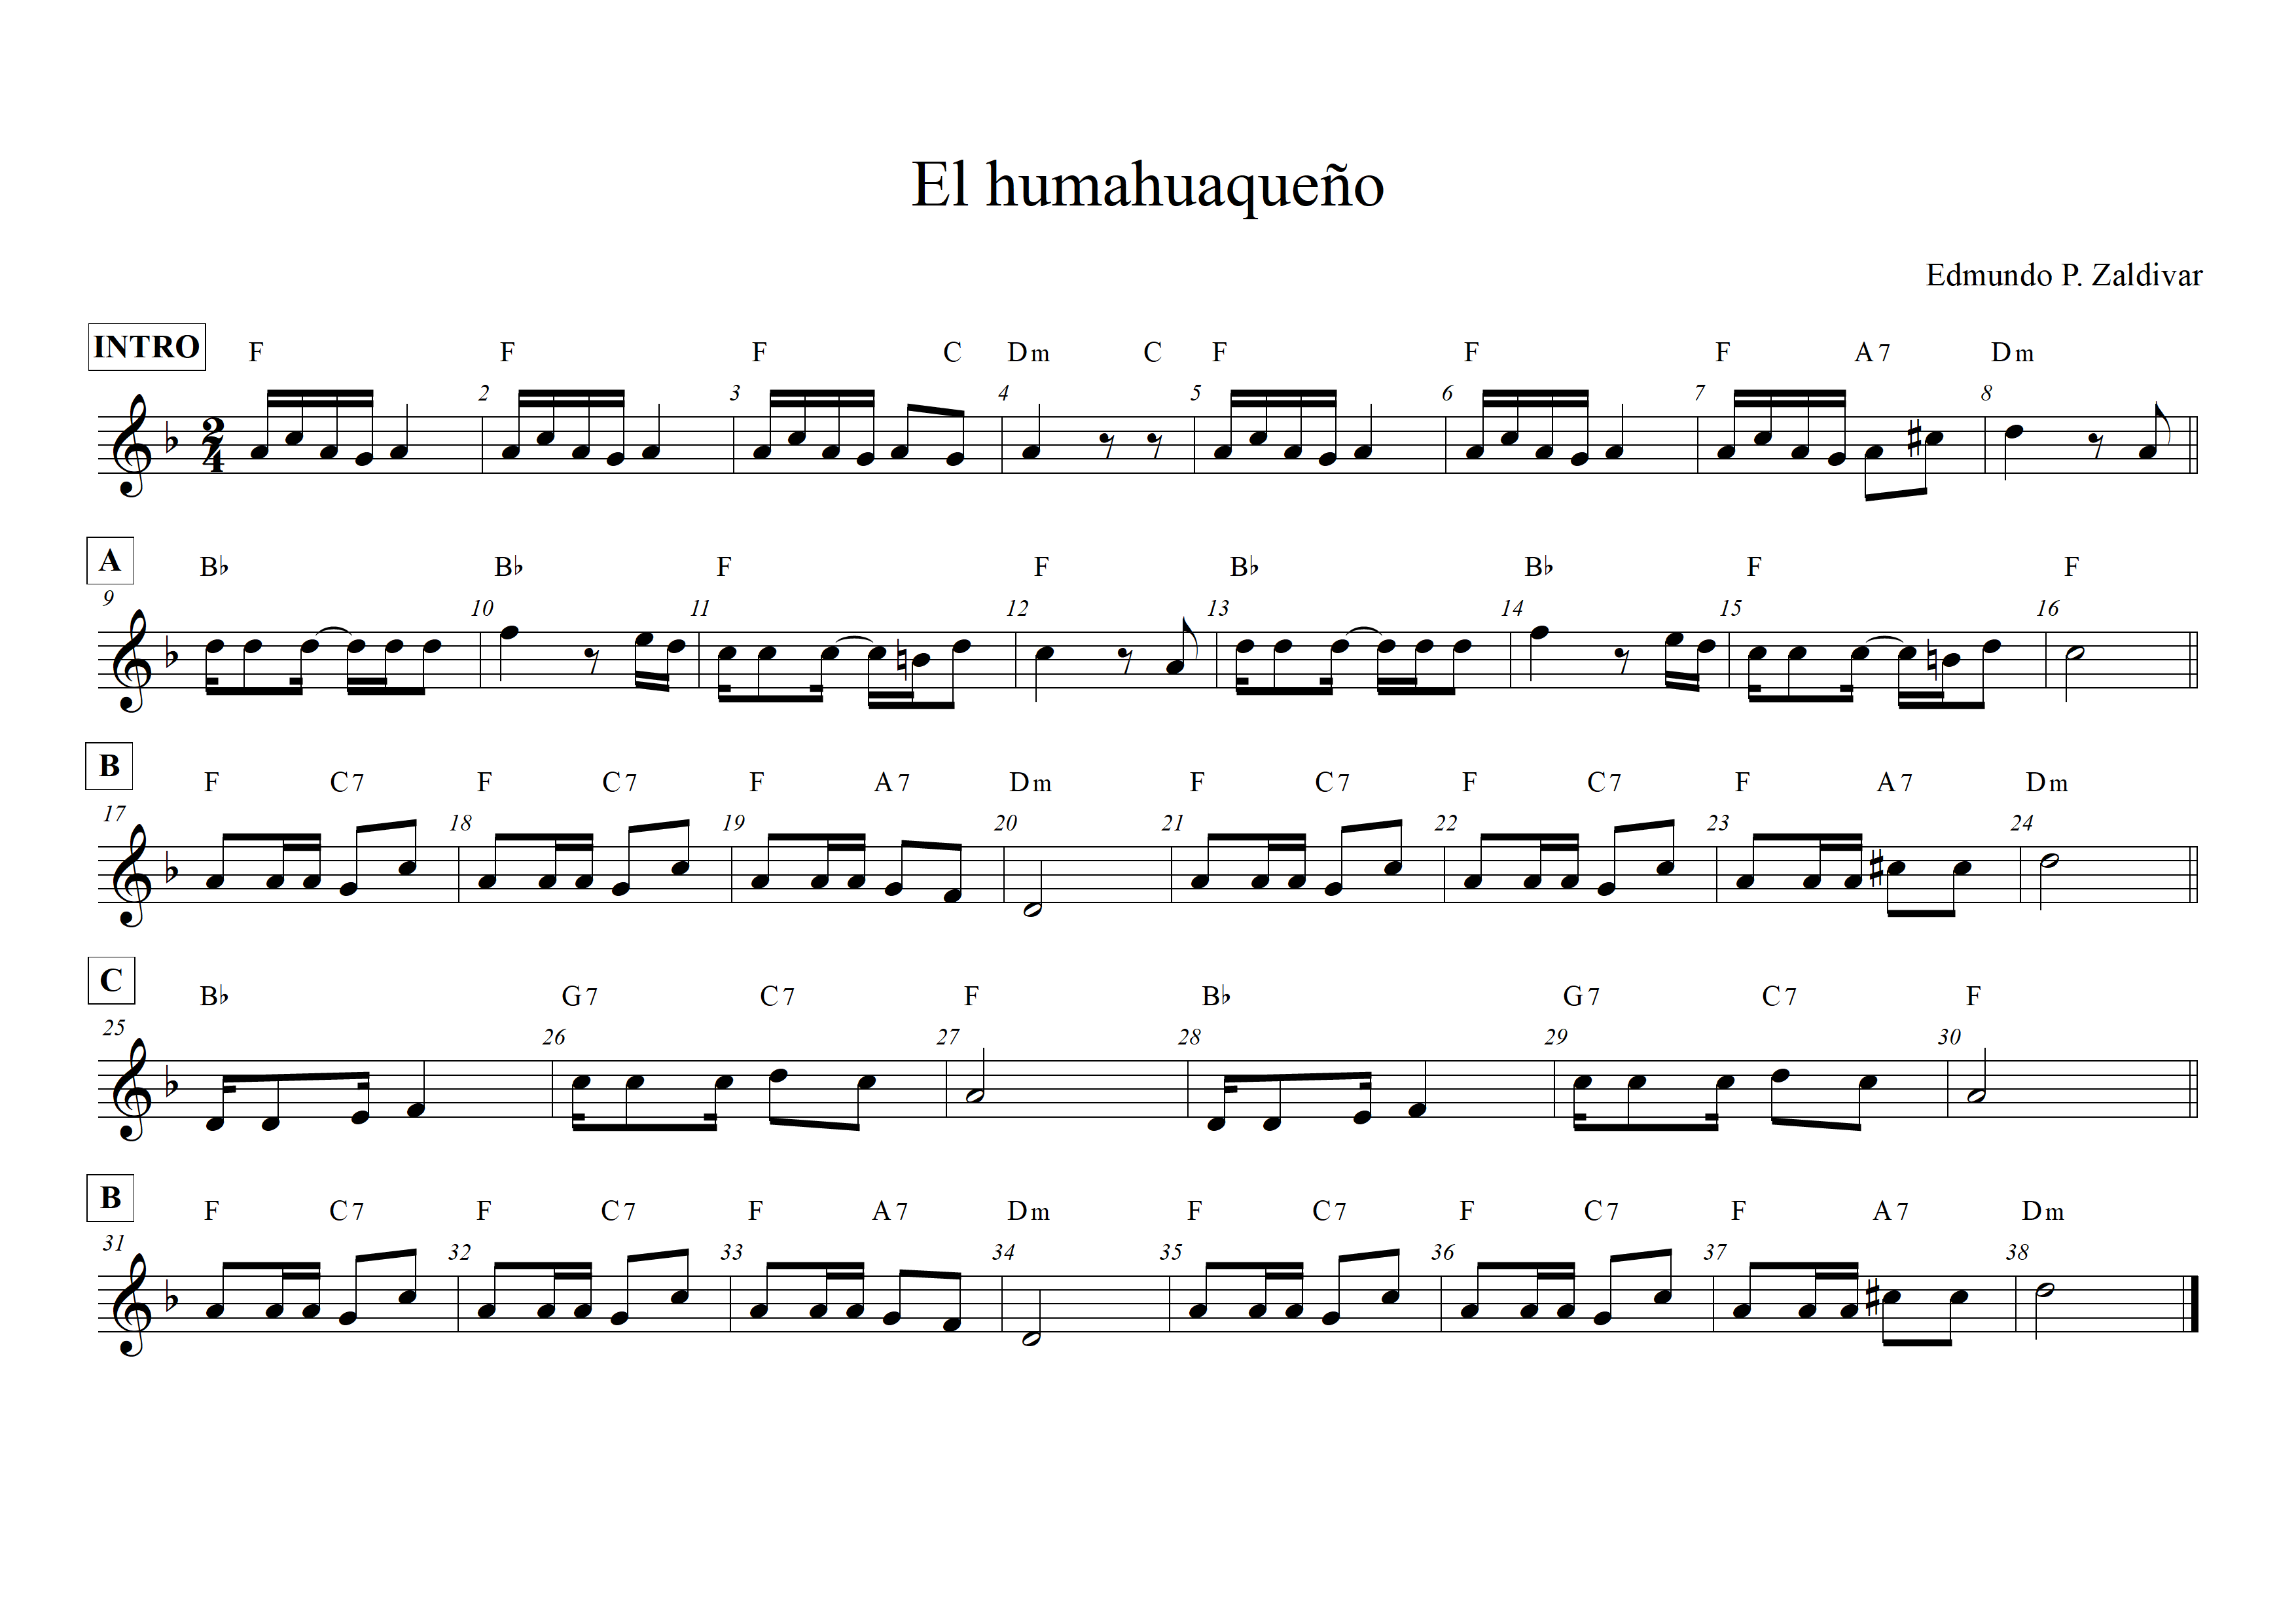 El humahuaqueño
Edmundo P. Zaldivar
INTRO
F F F C Dm C F F F A7 Dm
2 3 4 5 6 7 8
2
4
A
B♭ B♭ F F B♭ B♭ F F
9 10 11 12 13 14 15 16
B
F C7 F C7 F A7 Dm F C7 F C7 F A7 Dm
17 18 19 20 21 22 23 24
C
B♭ G7 C7 F B♭ G7 C7 F
25 26 27 28 29 30
B
F C7 F C7 F A7 Dm F C7 F C7 F A7 Dm
31 32 33 34 35 36 37 38